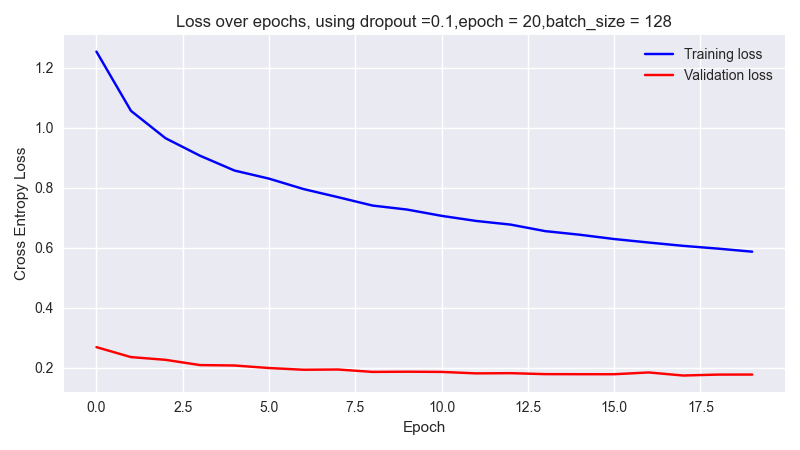 Loss over epochs, using dropout =0.1,epoch = 20,batch_size = 128
Training loss
Validation loss
Cross Entropy Loss
1.2
1.0
0.8
0.6
0.4
0.2
0.0 2.5 5.0 7.5 10.0 12.5 15.0 17.5
Epoch